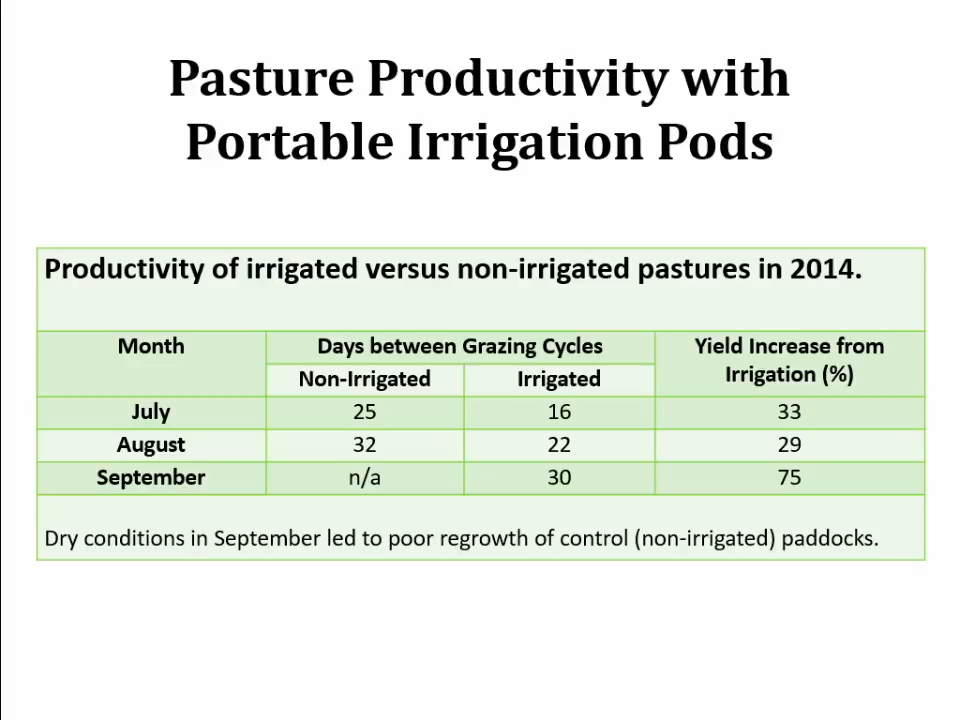 Pasture Productivity with
Portable Irrigation Pods
Productivity of irrigated versus non-irrigated pastures in 2014.
Month Days between Grazing Cycles Yield Increase from
Irrigation (%)
Non-Irrigated Irrigated
July 25 16 33
August 32 22 29
September n/a 30 75
Dry conditions in September led to poor regrowth of control (non-irrigated) paddocks.